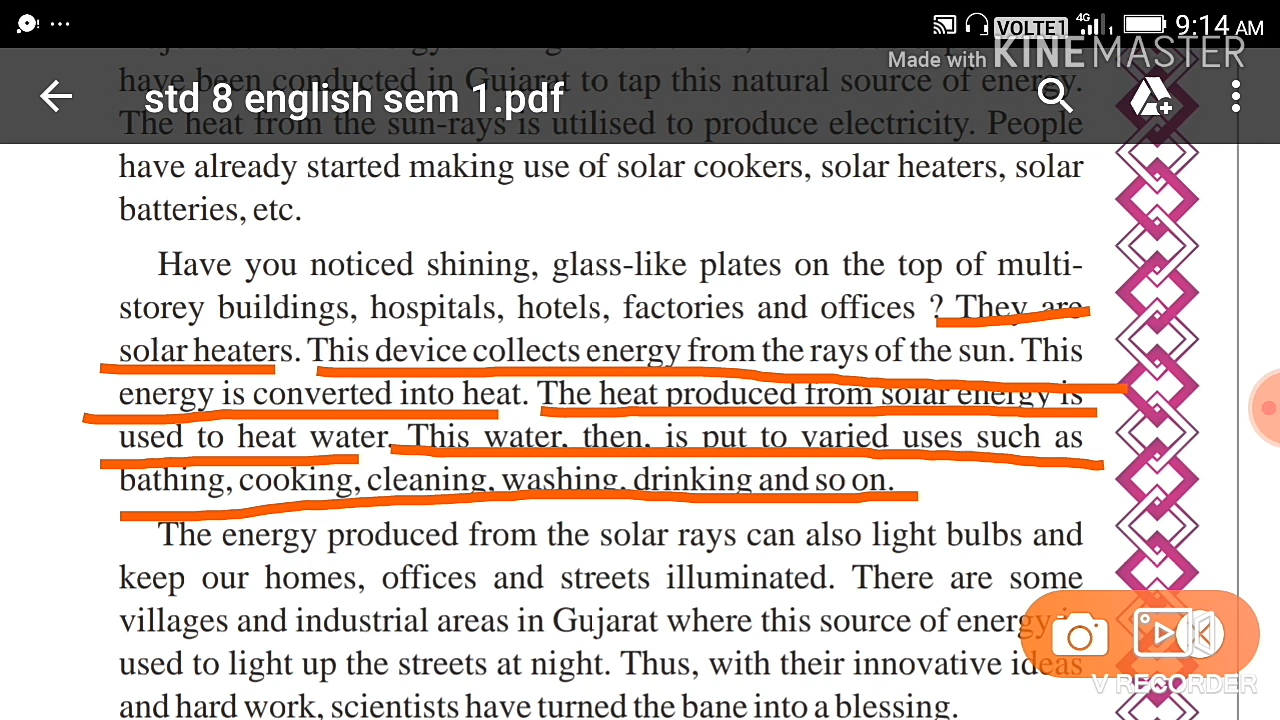 VOLTE1 4G 1 9:14 AM
Made with KINEMASTER
std 8 english sem 1.pdf
have been conducted in Gujarat to tap this natural source of energy.
The heat from the sun-rays is utilised to produce electricity. People
have already started making use of solar cookers, solar heaters, solar
batteries, etc.
Have you noticed shining, glass-like plates on the top of multi-
storey buildings, hospitals, hotels, factories and offices ? They are
solar heaters. This device collects energy from the rays of the sun. This
energy is converted into heat. The heat produced from solar energy is
used to heat water. This water, then, is put to varied uses such as
bathing, cooking, cleaning, washing, drinking and so on.
The energy produced from the solar rays can also light bulbs and
keep our homes, offices and streets illuminated. There are some
villages and industrial areas in Gujarat where this source of energy
used to light up the streets at night. Thus, with their innovative ideas
and hard work, scientists have turned the bane into a blessing.
V RECORDER